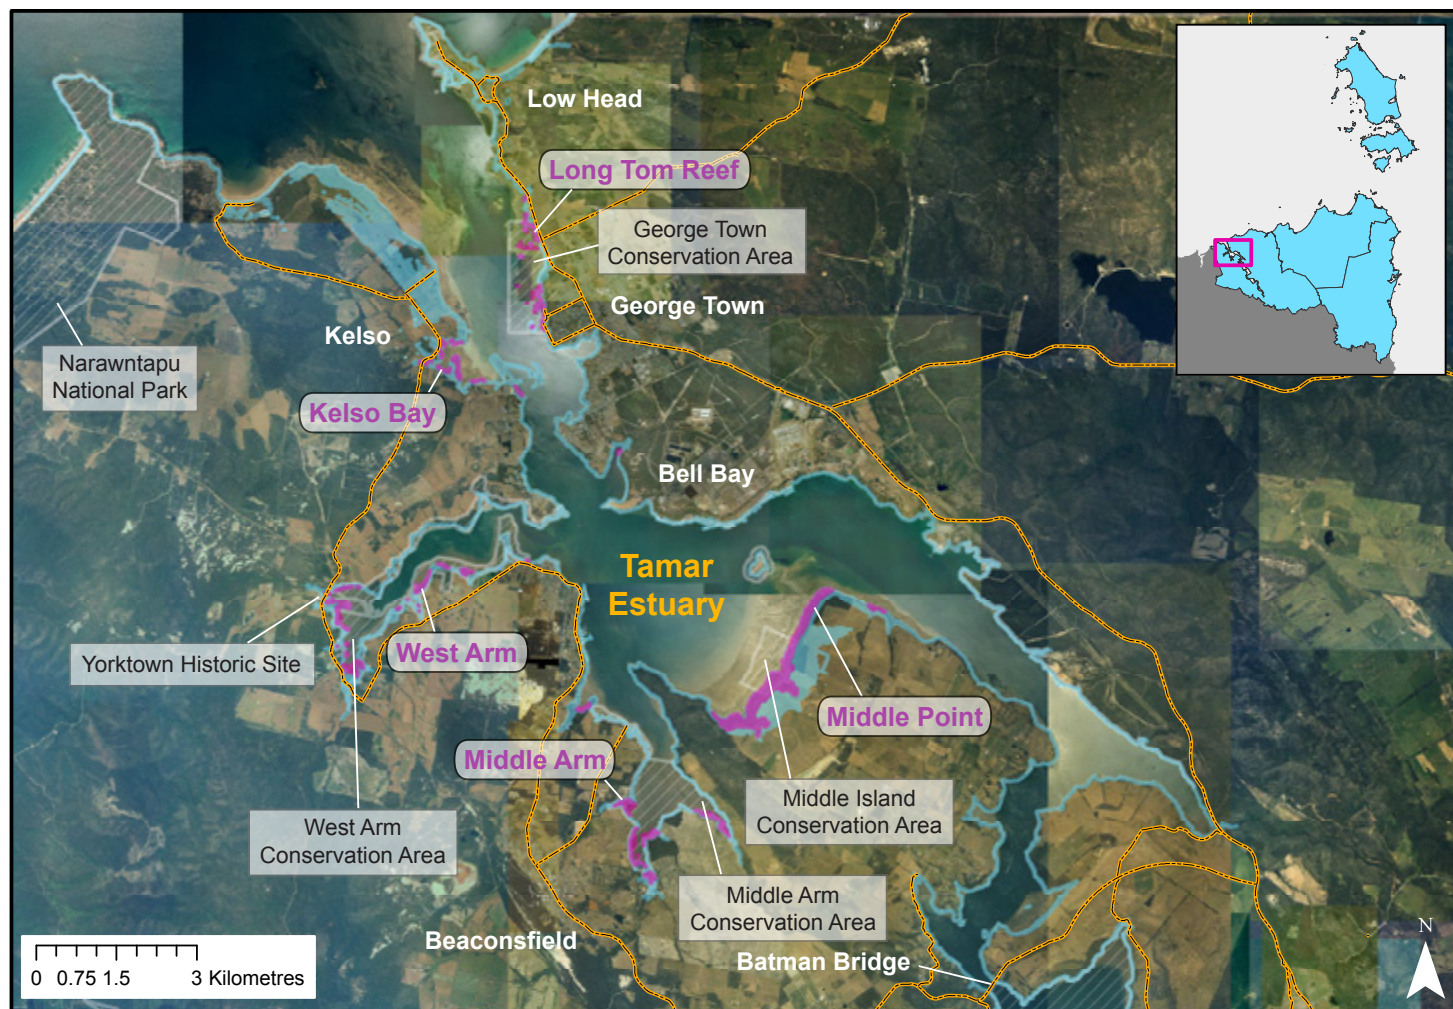 Low Head
Long Tom Reef
George Town
Conservation Area
George Town
Kelso
Narawntapu
National Park
Kelso Bay
Bell Bay
Tamar
Estuary
Yorktown Historic Site
West Arm
Middle Point
Middle Arm
Middle Island
Conservation Area
West Arm
Conservation Area
Middle Arm
Conservation Area
Beaconsfield
Batman Bridge
N
0 0.75 1.5 3 Kilometres